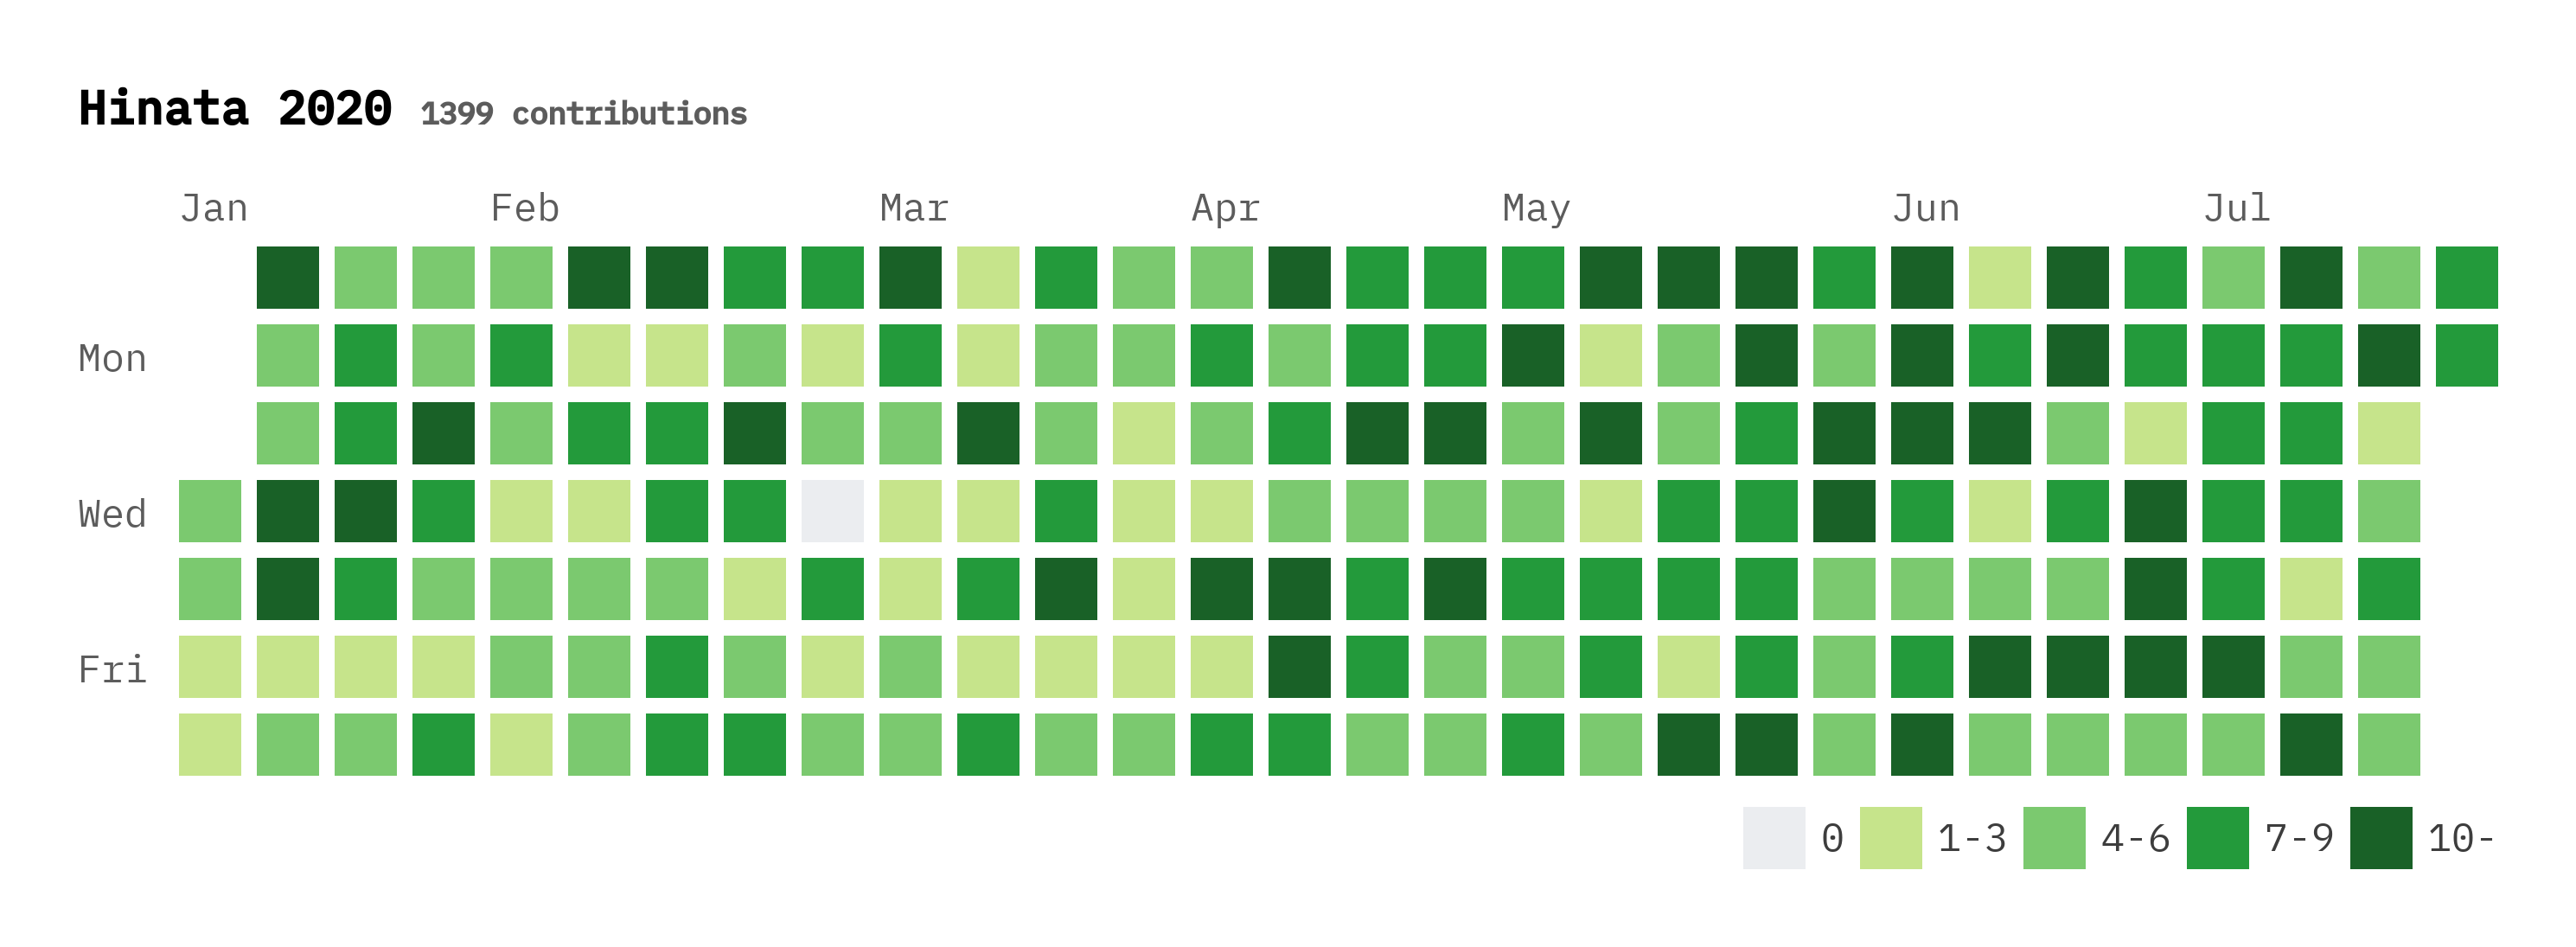 Hinata 2020 1399 contributions
Jan Feb Mar Apr May Jun Jul
Mon
Wed
Fri
0 1-3 4-6 7-9 10-